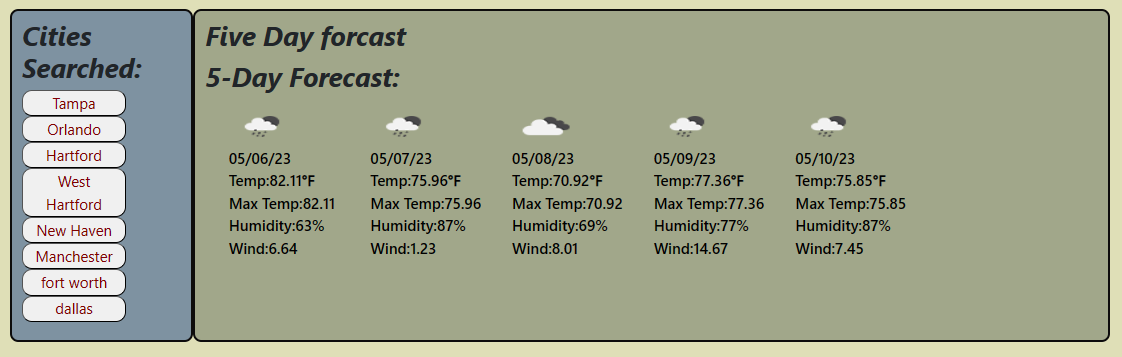 Cities
Searched:
Tampa
Orlando
Hartford
West
Hartford
New Haven
Manchester
fort worth
dallas
Five Day forcast
5-Day Forecast:
05/06/23
Temp:82.11°F
Max Temp:82.11
Humidity:63%
Wind:6.64
05/07/23
Temp:75.96°F
Max Temp:75.96
Humidity:87%
Wind:1.23
05/08/23
Temp:70.92°F
Max Temp:70.92
Humidity:69%
Wind:8.01
05/09/23
Temp:77.36°F
Max Temp:77.36
Humidity:77%
Wind:14.67
05/10/23
Temp:75.85°F
Max Temp:75.85
Humidity:87%
Wind:7.45